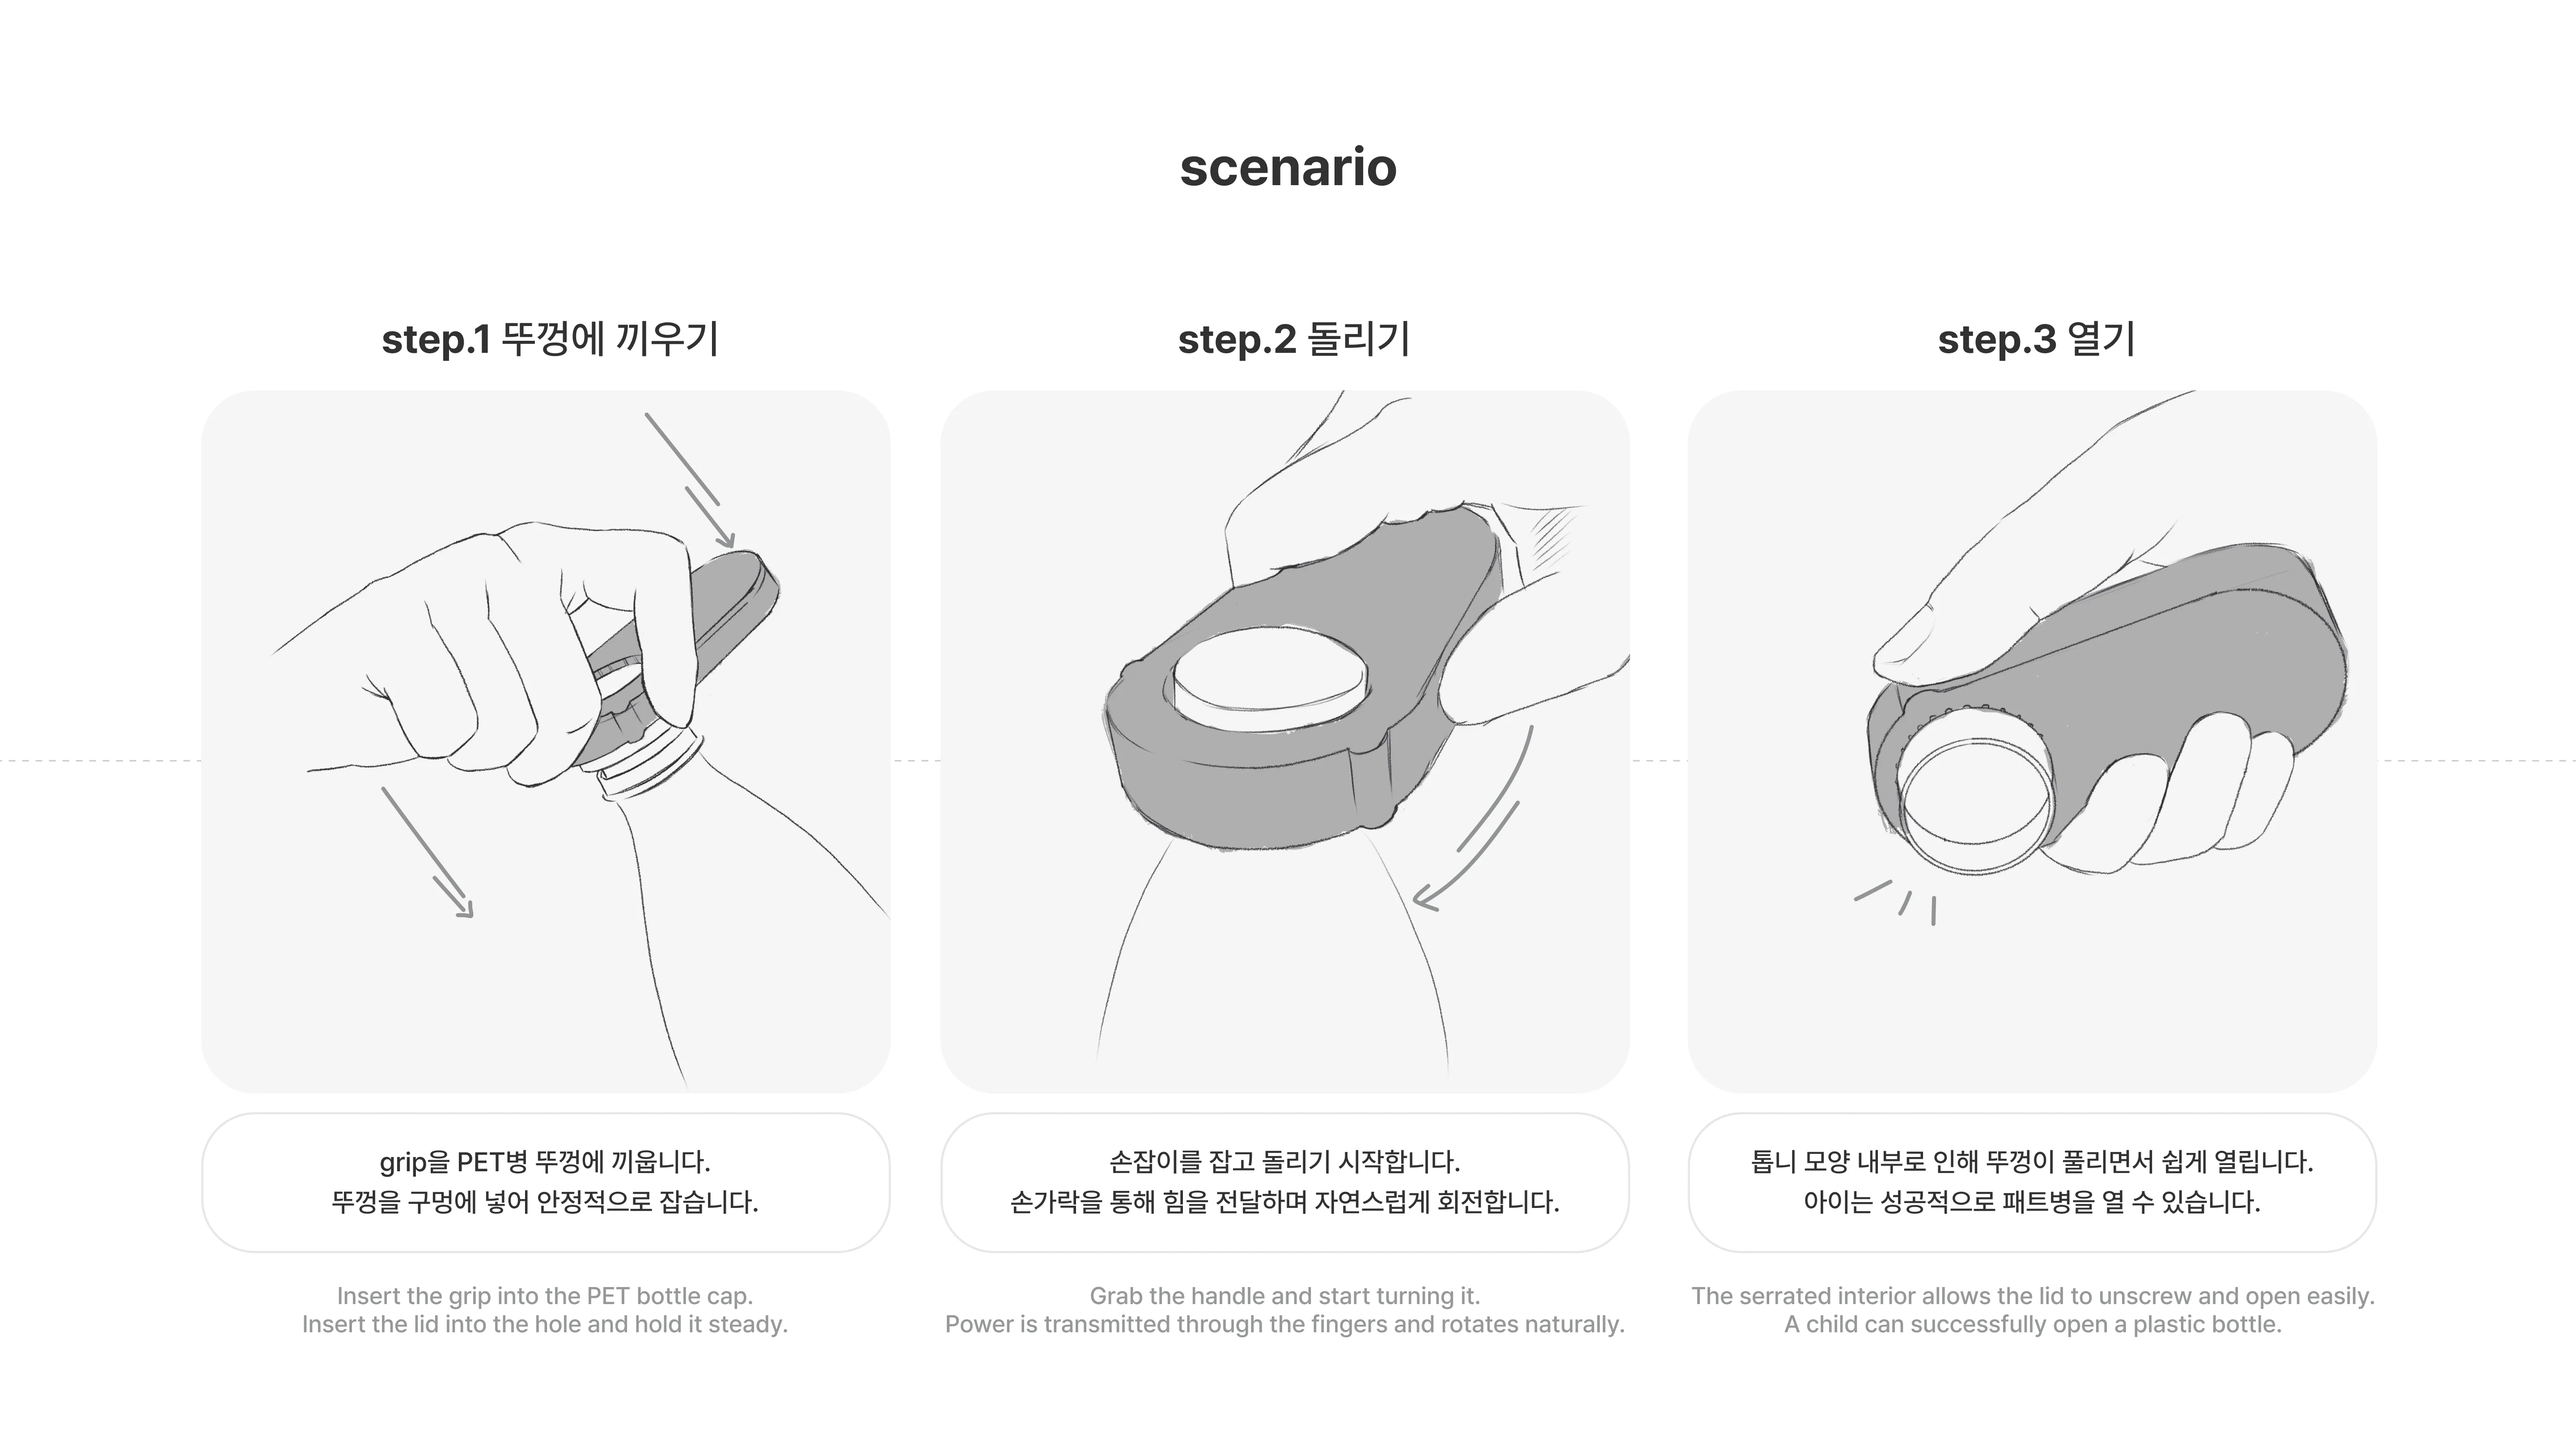 scenario
step.1 뚜껑에 끼우기
grip을 PET병 뚜껑에 끼웁니다.
뚜껑을 구멍에 넣어 안정적으로 잡습니다.
Insert the grip into the PET bottle cap.
Insert the lid into the hole and hold it steady.
step.2 돌리기
손잡이를 잡고 돌리기 시작합니다.
손가락을 통해 힘을 전달하며 자연스럽게 회전합니다.
Grab the handle and start turning it.
Power is transmitted through the fingers and rotates naturally.
step.3 열기
톱니 모양 내부로 인해 뚜껑이 풀리면서 쉽게 열립니다.
아이는 성공적으로 패트병을 열 수 있습니다.
The serrated interior allows the lid to unscrew and open easily.
A child can successfully open a plastic bottle.